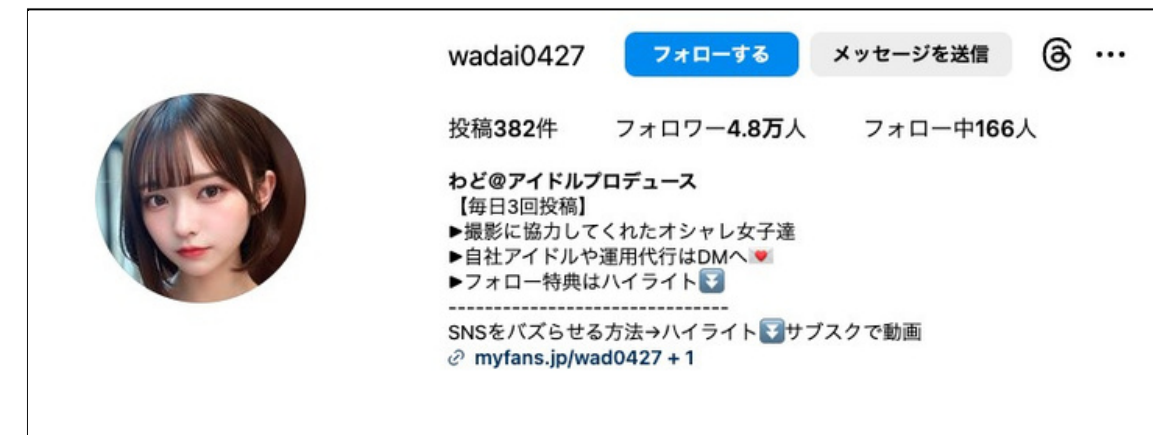 wadai0427 フォローする メッセージを送信
投稿382件 フォロワー4.8万人 フォロー中166人
わど@アイドルプロデュース
【毎日3回投稿】
▶撮影に協力してくれたオシャレ女子達
▶自社アイドルや運用代行はDMへ💌
▶フォロー特典はハイライト⏬
------------------------------
SNSをバズらせる方法→ハイライト⏬サブスクで動画
myfans.jp/wad0427 + 1